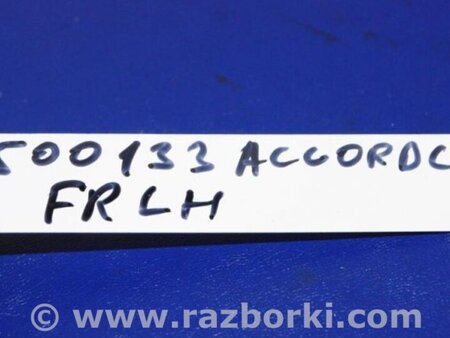 500133 ACCORDC
FR LH
© www.razborki.com